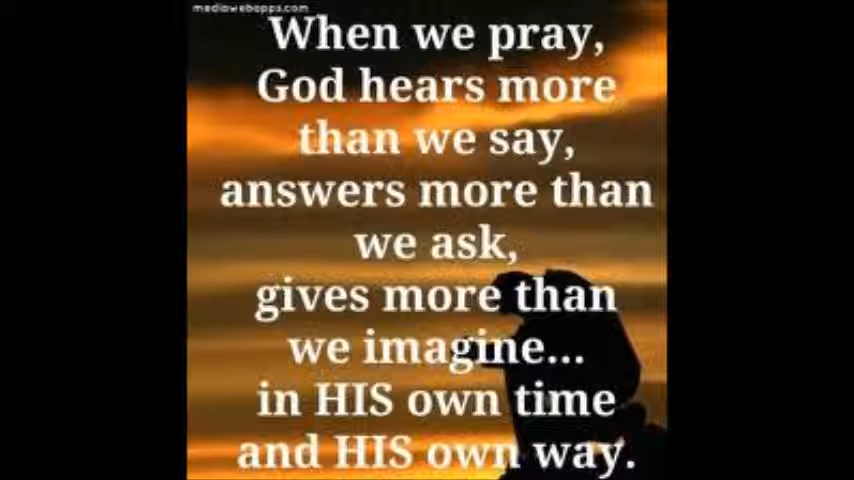 mediawebapps.com
When we pray,
God hears more
than we say,
answers more than
we ask,
gives more than
we imagine...
in HIS own time
and HIS own way.